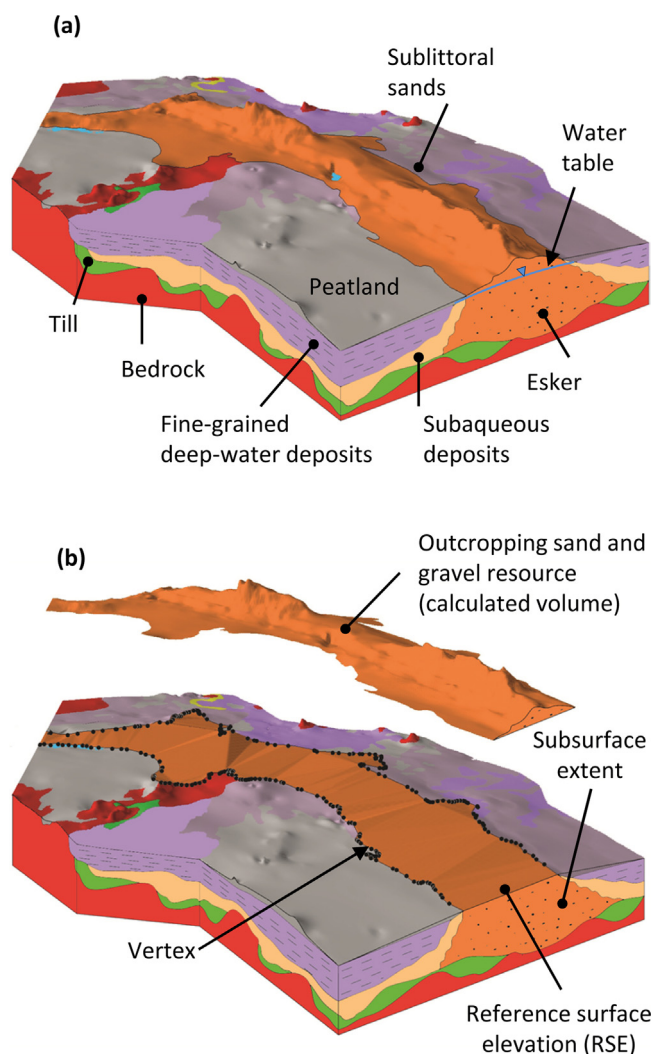 (a)
Sublittoral
sands
Water
table
Peatland
Till
Bedrock
Esker
Fine-grained
deep-water deposits
Subaqueous
deposits
(b)
Outcropping sand and
gravel resource
(calculated volume)
Subsurface
extent
Vertex
Reference surface
elevation (RSE)